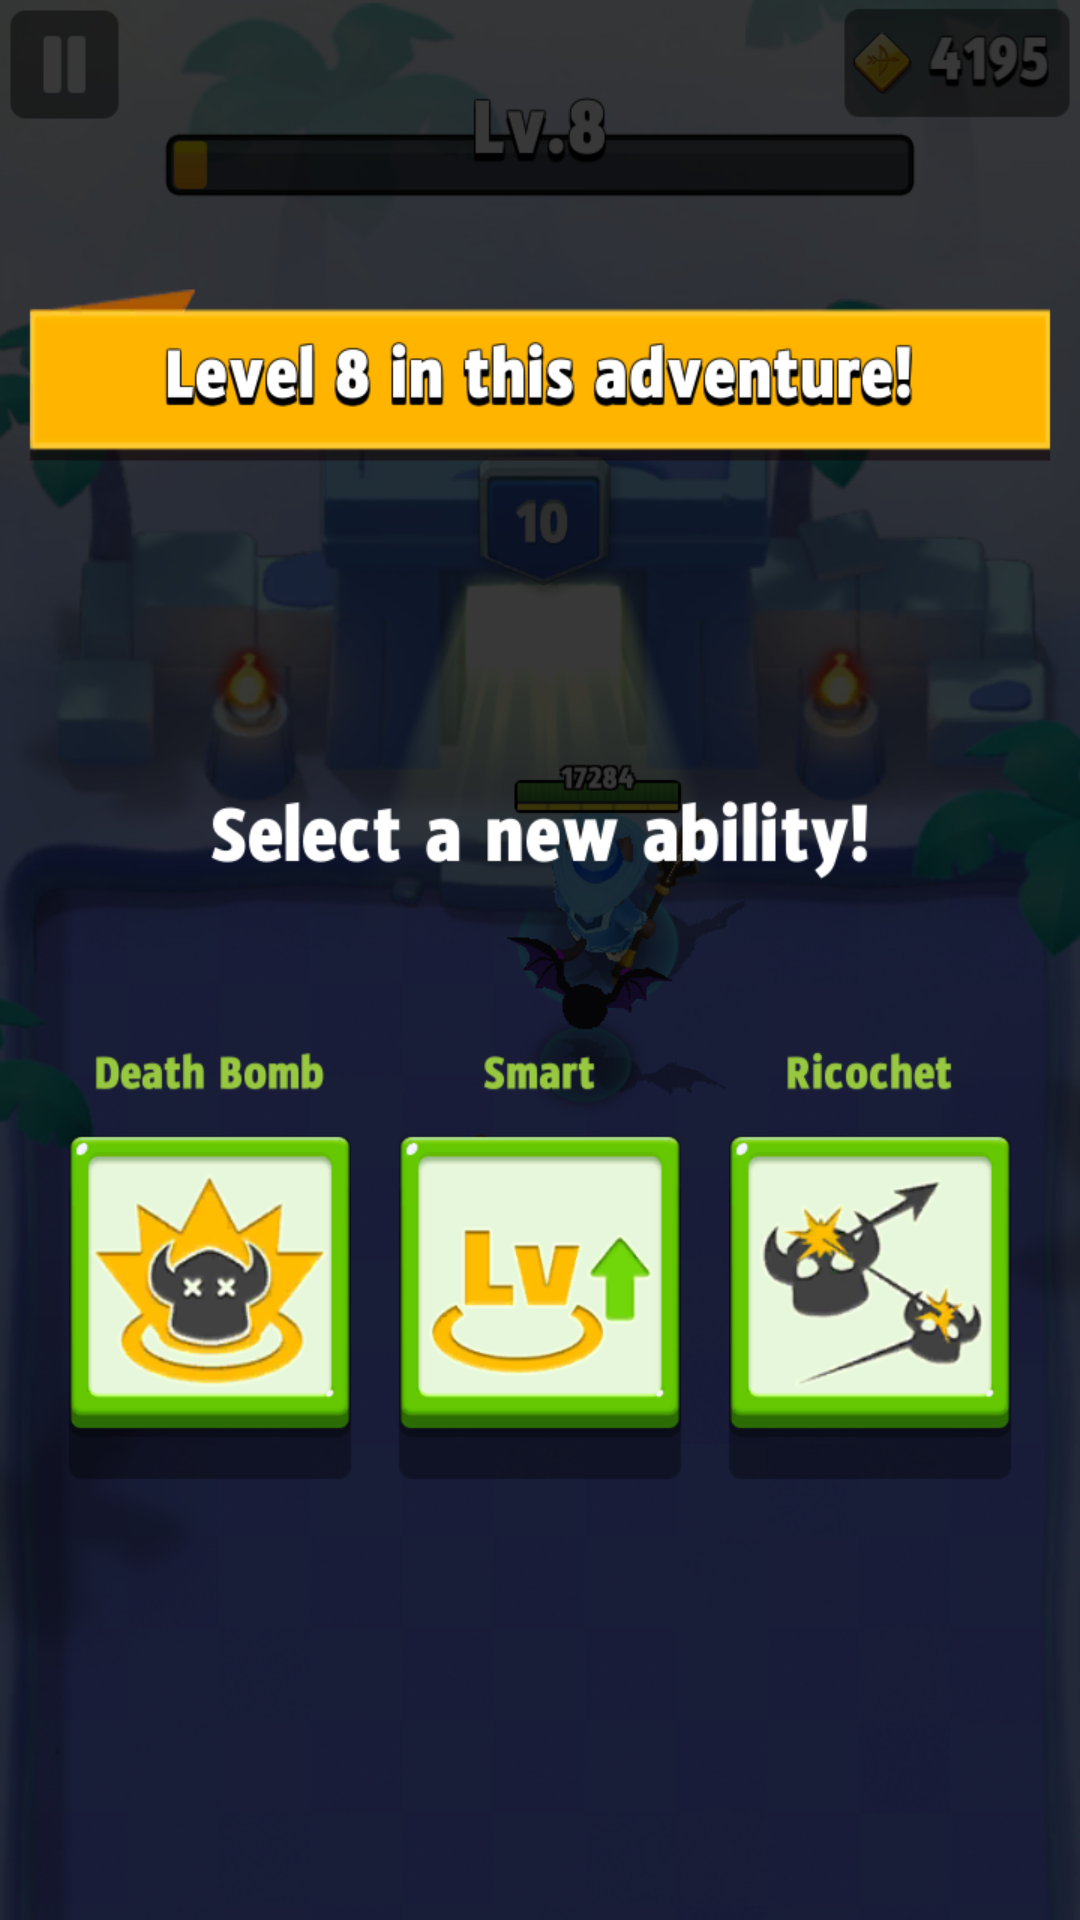 4195
Lv.8
Level 8 in this adventure!
10
17284
Select a new ability!
Death Bomb
Smart
Ricochet
Lv